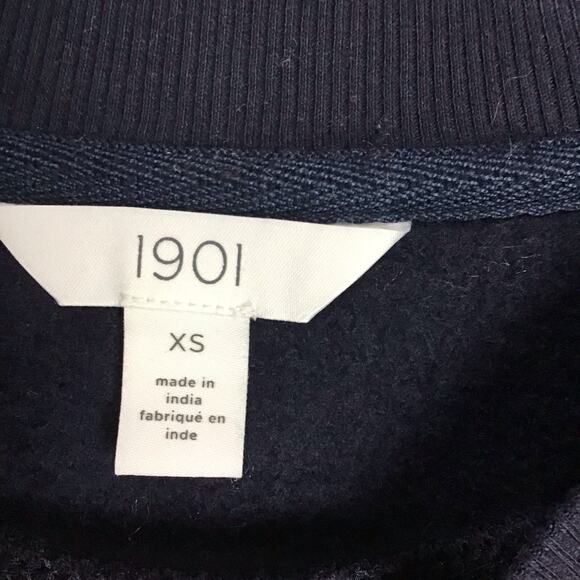 1901
XS
made in
india
fabriqué en
inde